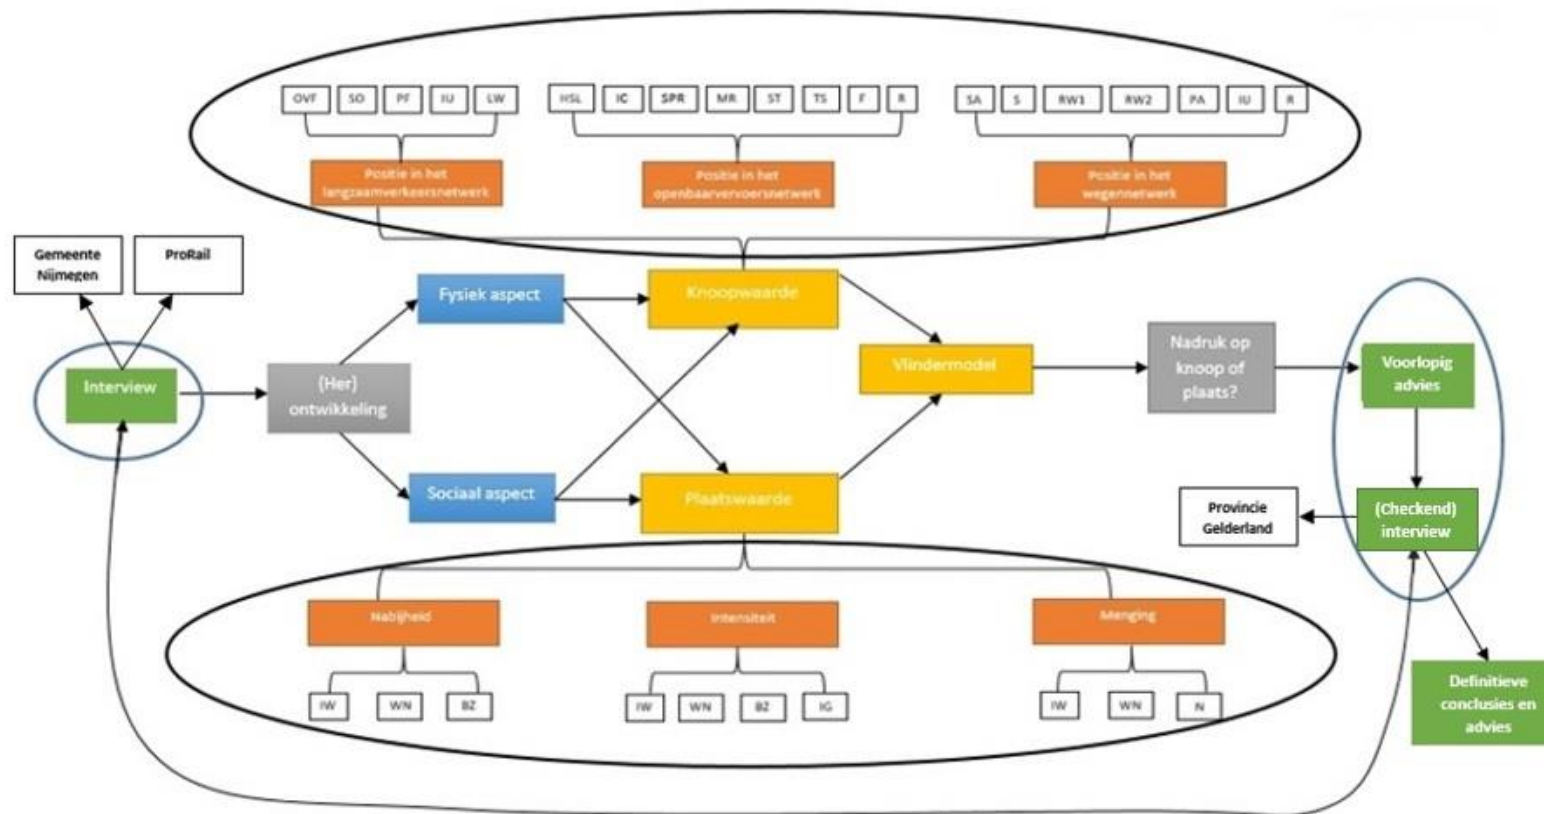 OVF SO PF IU LW HSL IC SPR MR ST TS F R SA S RW1 RW2 PA IU R
Positie in het
langzaamverkeersnetwerk
Positie in het
openbaarvervoersnetwerk
Positie in het
wegennetwerk
Gemeente
Nijmegen
ProRail
Fysiek aspect
Knoopwaarde
Interview
(Her)
ontwikkeling
Vlindermodel
Nadruk op
knoop of
plaats?
Voorlopig
advies
Sociaal aspect
Plaatswaarde
Provincie
Gelderland
(Checkend)
interview
Nabijheid
Intensiteit
Menging
IW WN BZ IW WN BZ IG IW WN N
Definitieve
conclusies en
advies